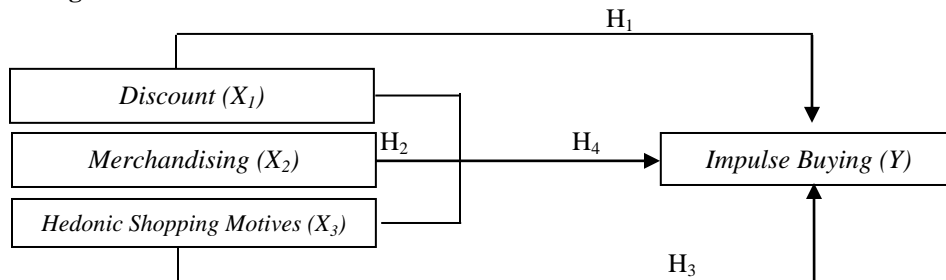 H₁
Discount (X₁)
Merchandising (X₂)
H₂
H₄
Impulse Buying (Y)
Hedonic Shopping Motives (X₃)
H₃